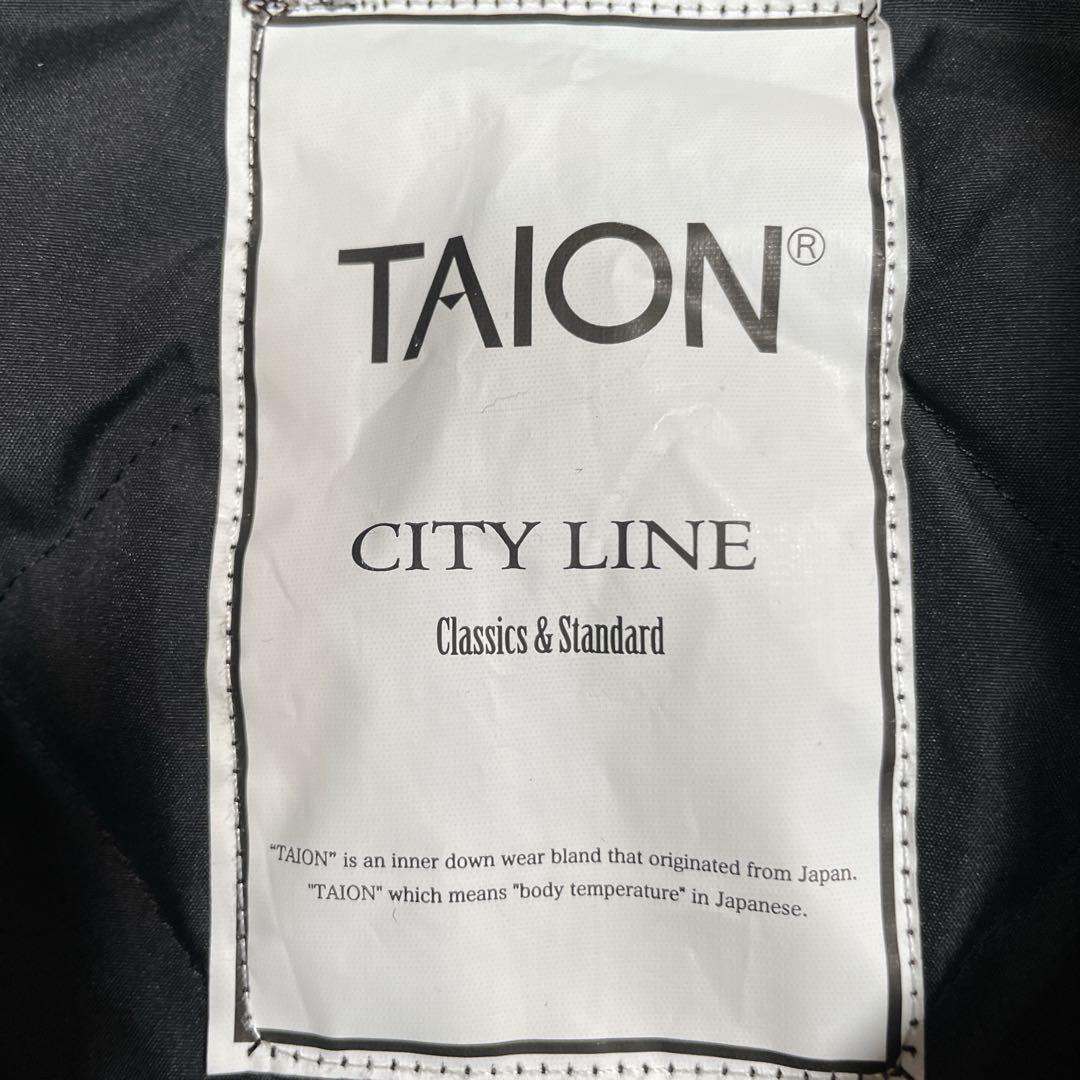 TAION®
CITY LINE
Classics & Standard
“TAION” is an inner down wear bland that originated from Japan.
"TAION" which means "body temperature" in Japanese.